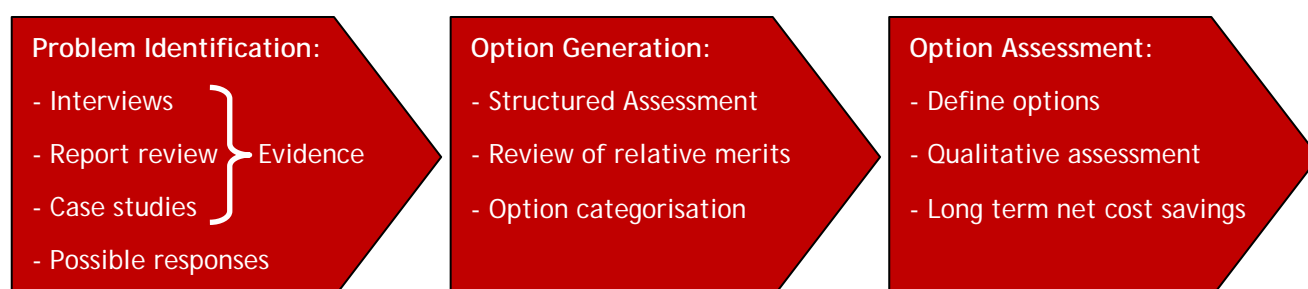 Problem Identification:
- Interviews
- Report review
- Case studies
Evidence
- Possible responses
Option Generation:
- Structured Assessment
- Review of relative merits
- Option categorisation
Option Assessment:
- Define options
- Qualitative assessment
- Long term net cost savings